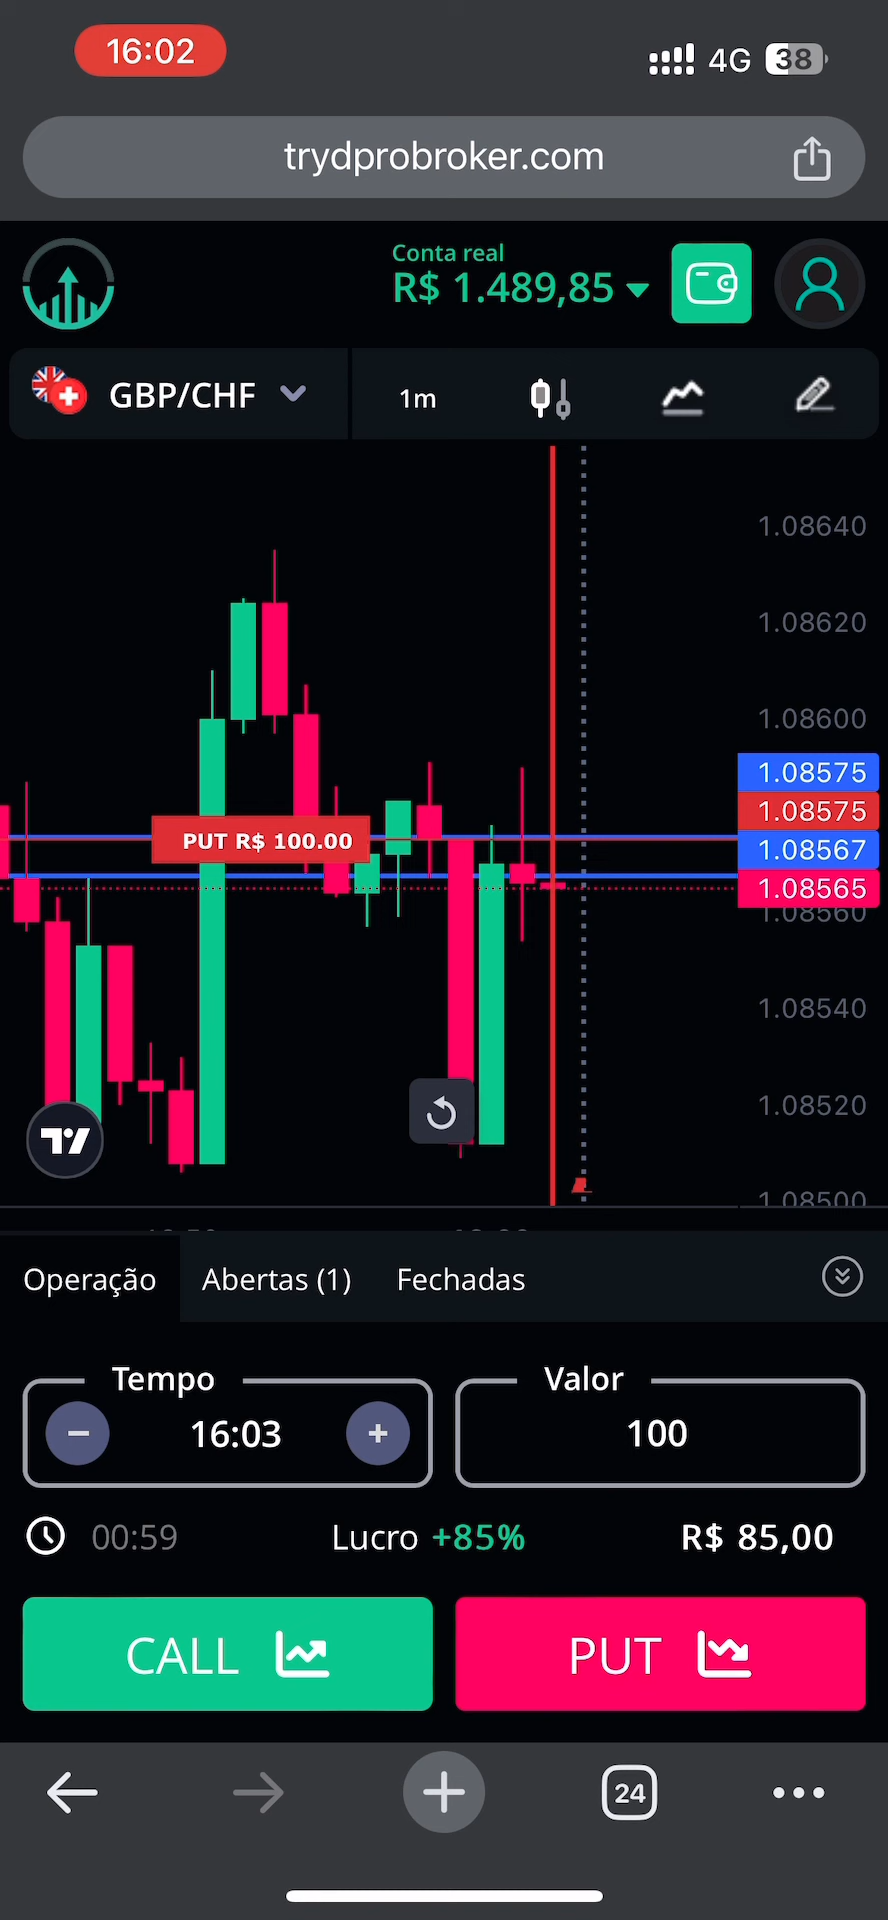 16:02
4G 38
trydprobroker.com
Conta real
R$ 1.489,85
GBP/CHF
1m
1.08640
1.08620
1.08600
1.08575
1.08575
PUT R$ 100.00
1.08567
1.08565
1.08560
1.08540
1.08520
1.08500
Operação
Abertas (1)
Fechadas
Tempo
Valor
16:03
100
00:59
Lucro +85%
R$ 85,00
CALL
PUT
24